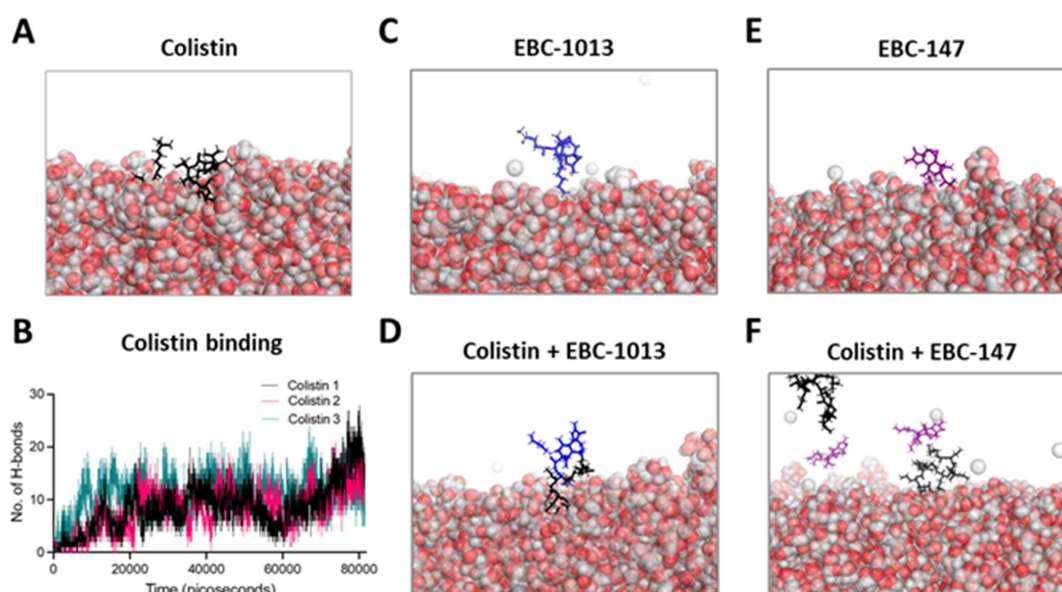 A
Colistin
C
EBC-1013
E
EBC-147
B
Colistin binding
Colistin 1
Colistin 2
Colistin 3
No. of H-bonds
30
20
10
0
0
20000
40000
60000
80000
Time (picoseconds)
D
Colistin + EBC-1013
F
Colistin + EBC-147